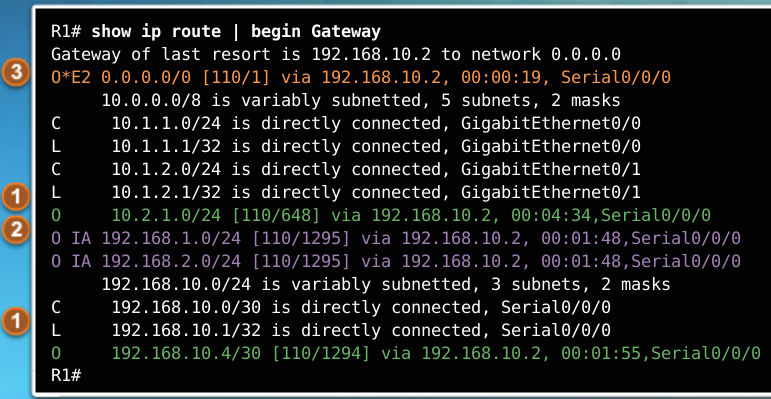 R1# show ip route | begin Gateway
Gateway of last resort is 192.168.10.2 to network 0.0.0.0
3 O*E2 0.0.0.0/0 [110/1] via 192.168.10.2, 00:00:19, Serial0/0/0
10.0.0.0/8 is variably subnetted, 5 subnets, 2 masks
C 10.1.1.0/24 is directly connected, GigabitEthernet0/0
L 10.1.1.1/32 is directly connected, GigabitEthernet0/0
C 10.1.2.0/24 is directly connected, GigabitEthernet0/1
L 10.1.2.1/32 is directly connected, GigabitEthernet0/1
1 O 10.2.1.0/24 [110/648] via 192.168.10.2, 00:04:34,Serial0/0/0
2 O IA 192.168.1.0/24 [110/1295] via 192.168.10.2, 00:01:48,Serial0/0/0
O IA 192.168.2.0/24 [110/1295] via 192.168.10.2, 00:01:48,Serial0/0/0
192.168.10.0/24 is variably subnetted, 3 subnets, 2 masks
C 192.168.10.0/30 is directly connected, Serial0/0/0
1 L 192.168.10.1/32 is directly connected, Serial0/0/0
O 192.168.10.4/30 [110/1294] via 192.168.10.2, 00:01:55,Serial0/0/0
R1#